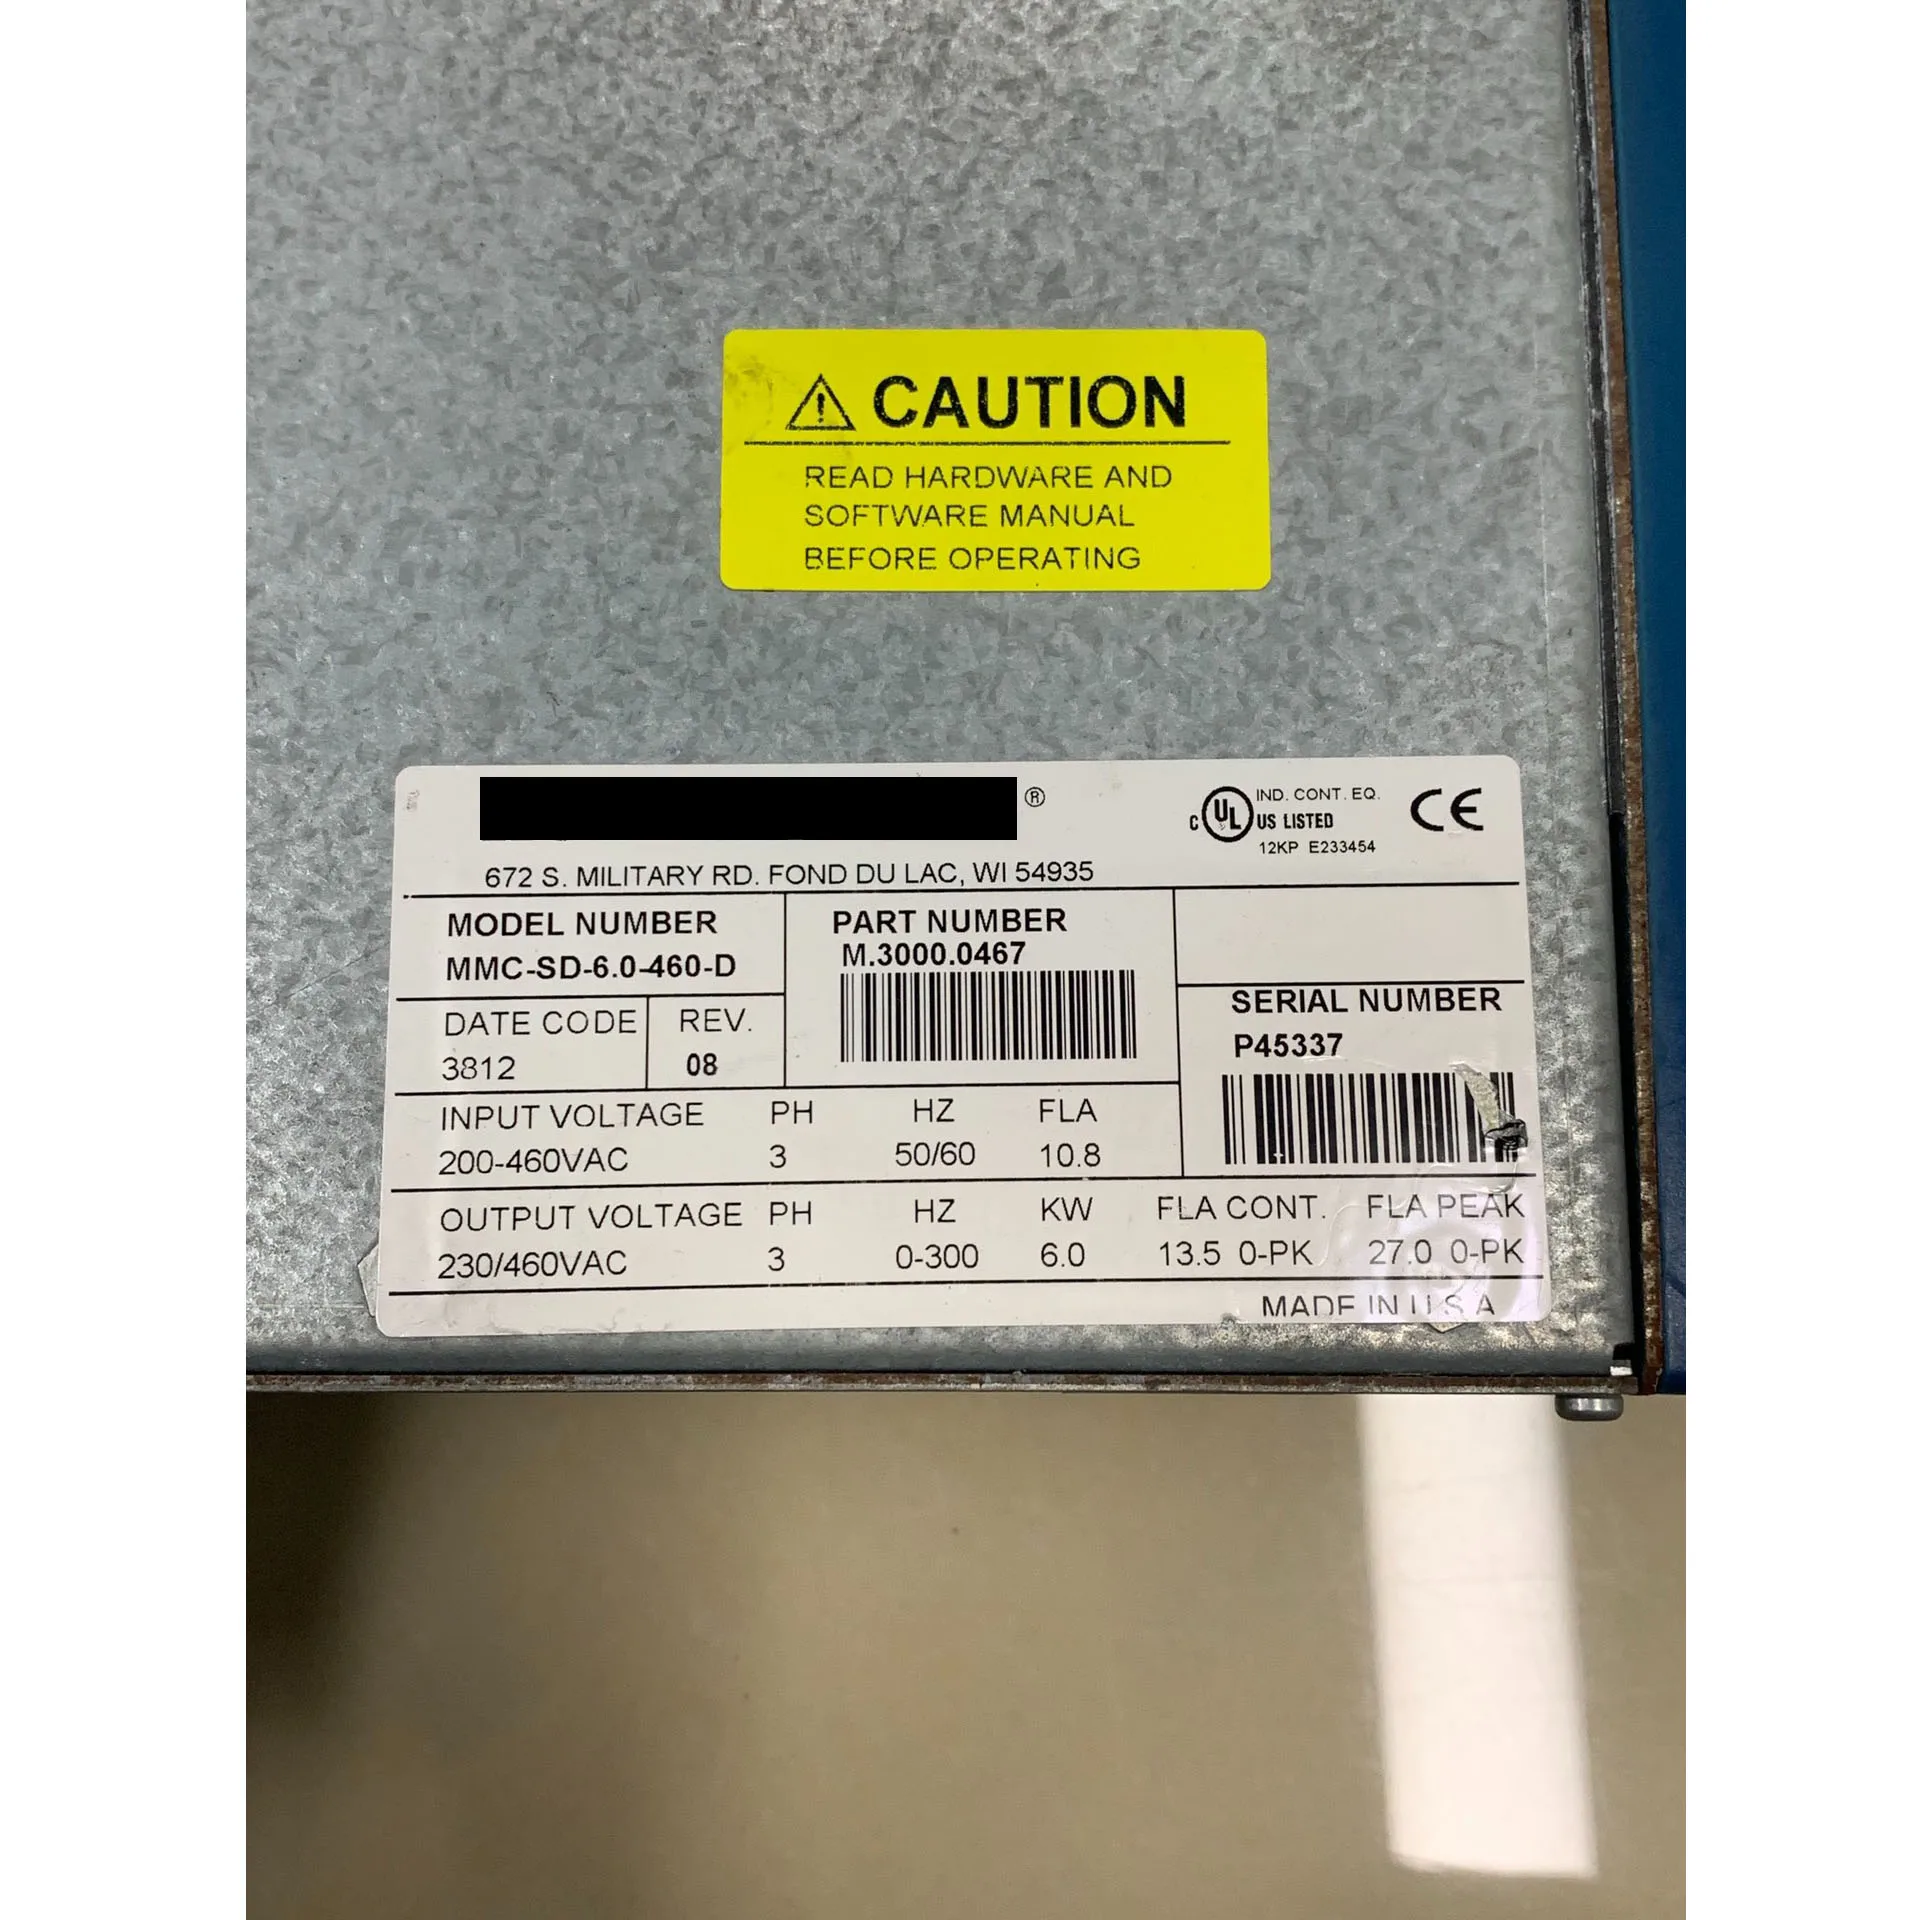 CAUTION
READ HARDWARE AND
SOFTWARE MANUAL
BEFORE OPERATING
®
C UL US LISTED
IND. CONT. EQ.
12KP E233454
CE
672 S. MILITARY RD. FOND DU LAC, WI 54935
MODEL NUMBER
MMC-SD-6.0-460-D
PART NUMBER
M.3000.0467
DATE CODE
3812
REV.
08
SERIAL NUMBER
P45337
INPUT VOLTAGE PH HZ FLA
200-460VAC 3 50/60 10.8
OUTPUT VOLTAGE PH HZ KW FLA CONT. FLA PEAK
230/460VAC 3 0-300 6.0 13.5 0-PK 27.0 0-PK
MADE IN U.S.A